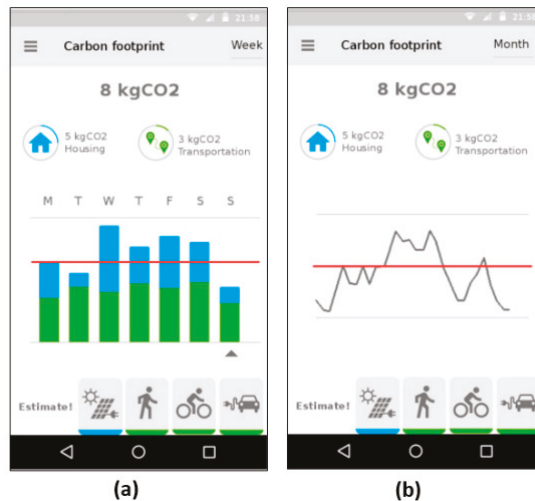 21:58
Carbon footprint
Week
8 kgCO2
5 kgCO2
Housing
3 kgCO2
Transportation
M T W T F S S
Estimate!
(a)
21:58
Carbon footprint
Month
8 kgCO2
5 kgCO2
Housing
3 kgCO2
Transportation
Estimate!
(b)